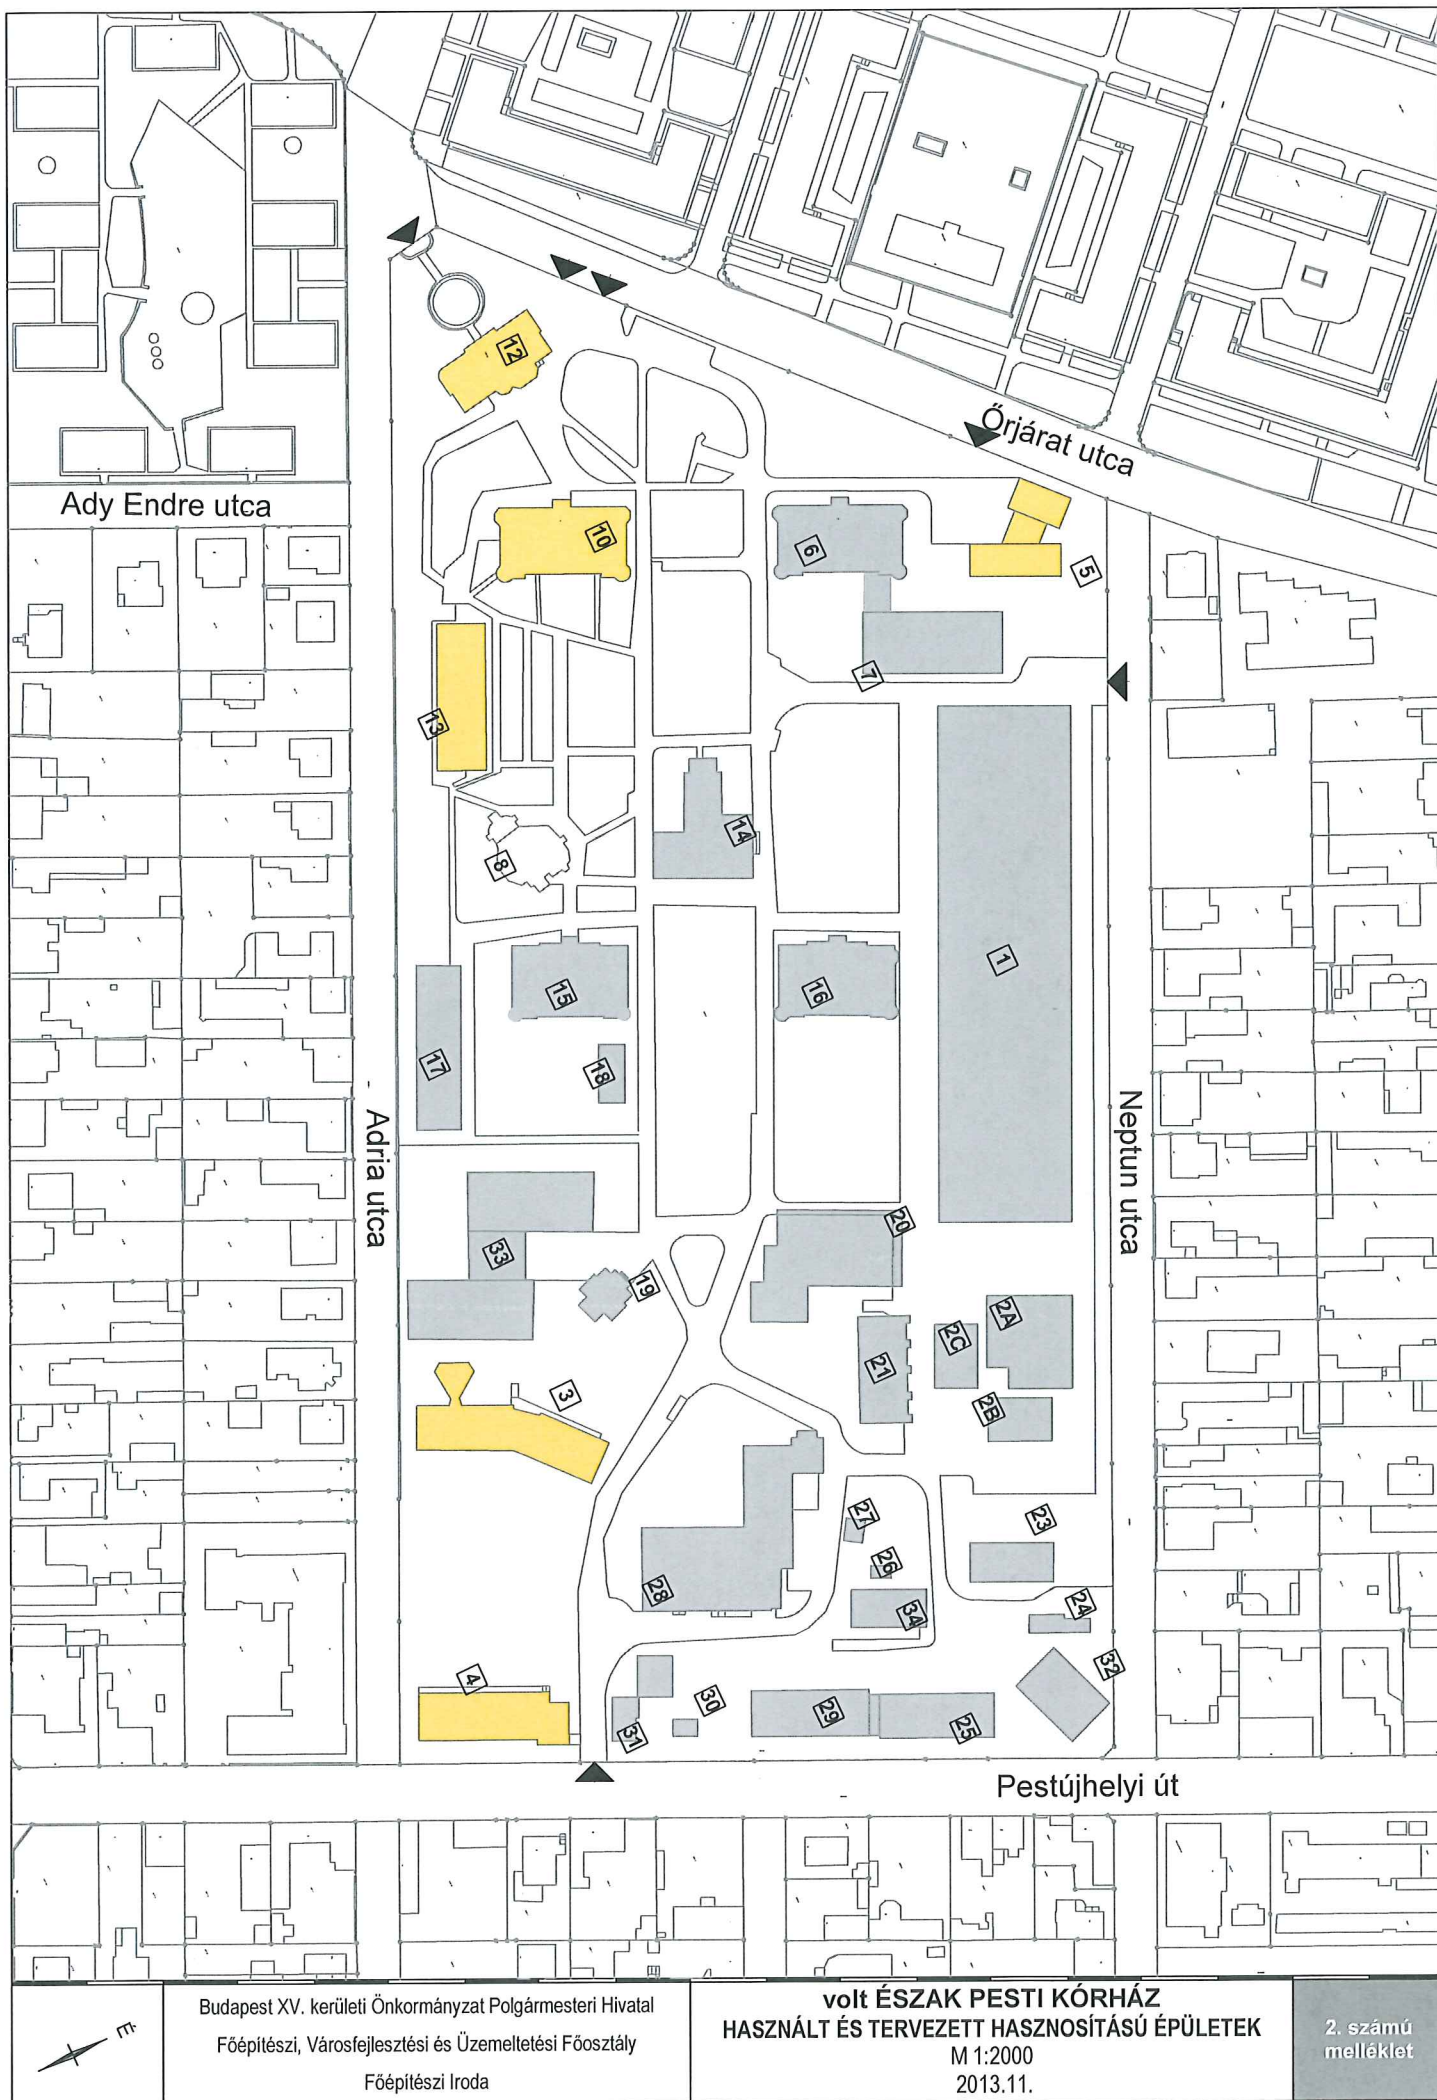 Őrjárat utca
Ady Endre utca
12
10
6
5
7
13
14
8
1
15
16
17
18
Adria utca
Neptun utca
20
33
19
2A
2C
21
3
2B
27
23
26
28
34
24
32
4
30
29
25
31
Pestújhelyi út
É
Budapest XV. kerületi Önkormányzat Polgármesteri Hivatal
Főépítészi, Városfejlesztési és Üzemeltetési Főosztály
Főépítészi Iroda
volt ÉSZAK PESTI KÓRHÁZ
HASZNÁLT ÉS TERVEZETT HASZNOSÍTÁSÚ ÉPÜLETEK
M 1:2000
2013.11.
2. számú
melléklet